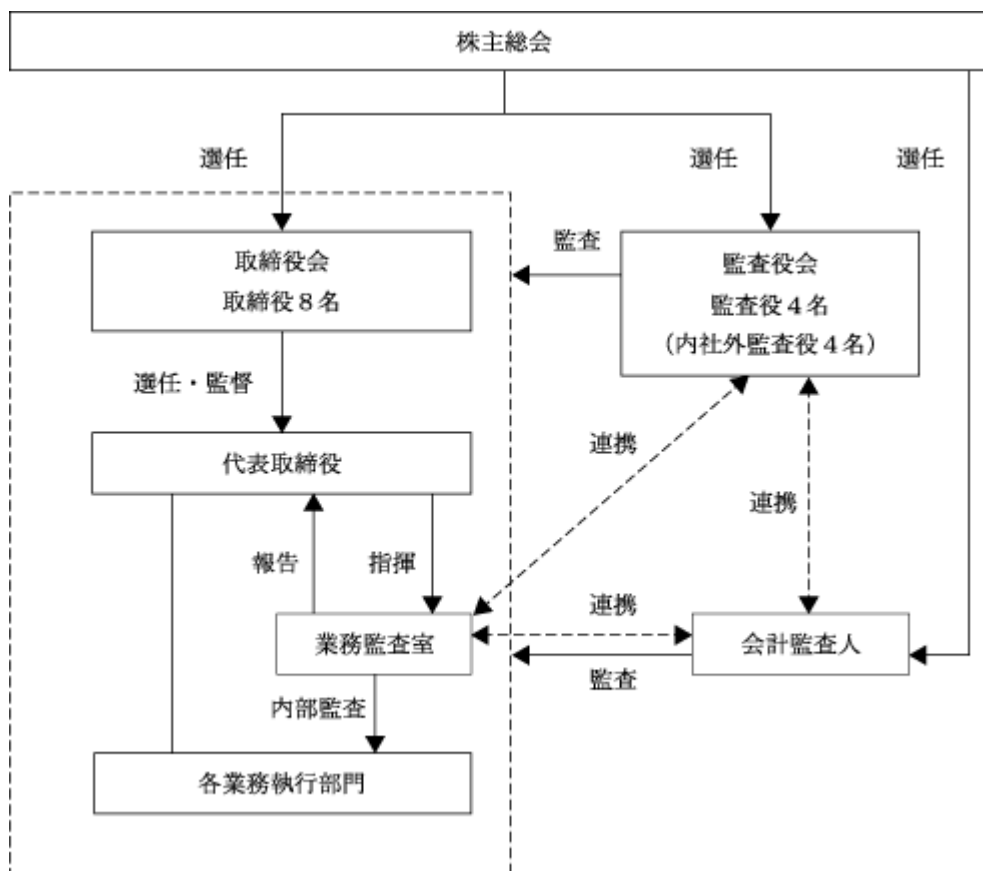 株主総会
選任
選任
選任
取締役会
取締役8名
監査
監査役会
監査役4名
(内社外監査役4名)
選任・監督
代表取締役
連携
連携
報告
指揮
連携
業務監査室
会計監査人
監査
内部監査
各業務執行部門